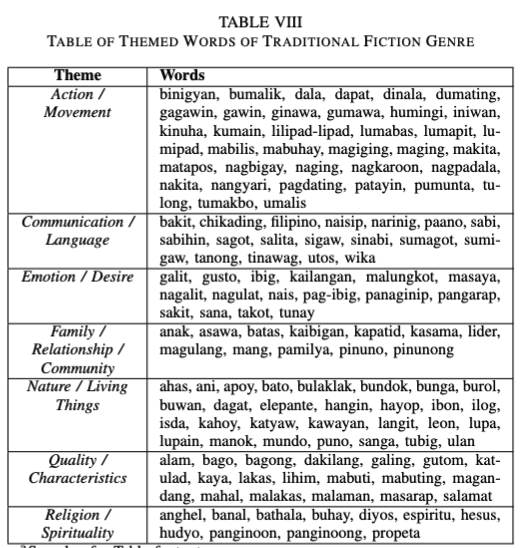 TABLE VIII
TABLE OF THEMED WORDS OF TRADITIONAL FICTION GENRE
Theme Words
Action / binigyan, bumalik, dala, dapat, dinala, dumating,
Movement gagawin, gawin, ginawa, gumawa, humingi, iniwan,
kinuha, kumain, lilipad-lipad, lumabas, lumapit, lu-
mipad, mabilis, mabuhay, magiging, maging, makita,
matapos, nagbigay, naging, nagkaroon, nagpadala,
nakita, nangyari, pagdating, patayin, pumunta, tu-
long, tumakbo, umalis
Communication / bakit, chikading, filipino, naisip, narinig, paano, sabi,
Language sabihin, sagot, salita, sigaw, sinabi, sumagot, sumi-
gaw, tanong, tinawag, utos, wika
Emotion / Desire galit, gusto, ibig, kailangan, malungkot, masaya,
nagalit, nagulat, nais, pag-ibig, panaginip, pangarap,
sakit, sana, takot, tunay
Family / anak, asawa, batas, kaibigan, kapatid, kasama, lider,
Relationship / magulang, mang, pamilya, pinuno, pinunong
Community
Nature / Living ahas, ani, apoy, bato, bulaklak, bundok, bunga, burol,
Things buwan, dagat, elepante, hangin, hayop, ibon, ilog,
isda, kahoy, katyaw, kawayan, langit, leon, lupa,
lupain, manok, mundo, puno, sanga, tubig, ulan
Quality / alam, bago, bagong, dakilang, galing, gutom, kat-
Characteristics ulad, kaya, lakas, lihim, mabuti, mabuting, magan-
dang, mahal, malakas, malaman, masarap, salamat
Religion / anghel, banal, bathala, buhay, diyos, espiritu, hesus,
Spirituality hudyo, panginoon, panginoong, propeta